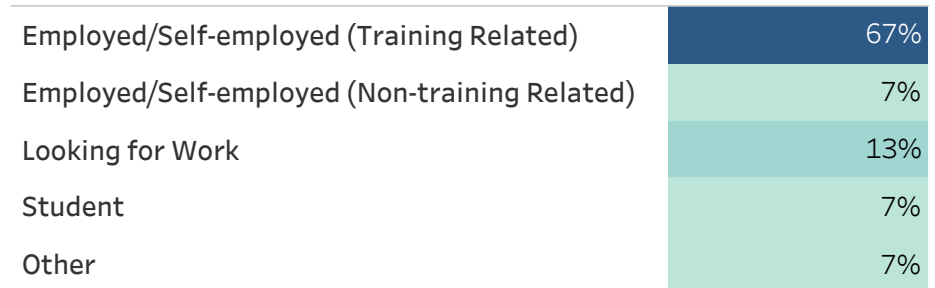 Employed/Self-employed (Training Related) 67%
Employed/Self-employed (Non-training Related) 7%
Looking for Work 13%
Student 7%
Other 7%